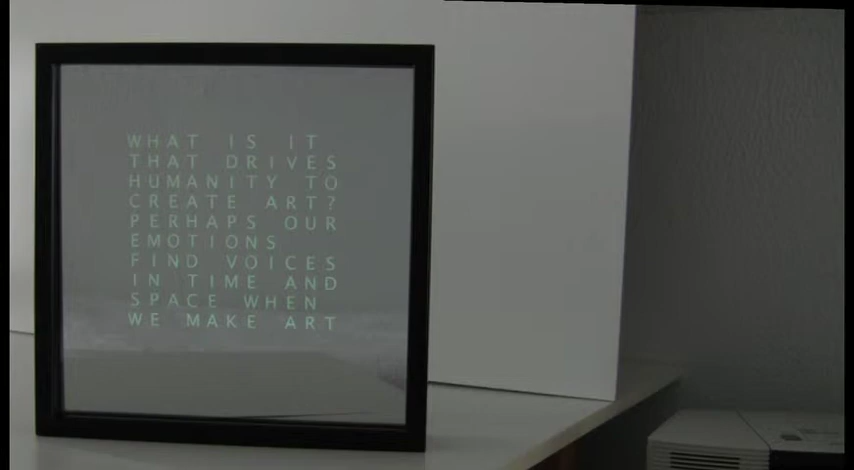 WHAT IS IT
THAT DRIVES
HUMANITY TO
CREATE ART?
PERHAPS OUR
EMOTIONS
FIND VOICES
IN TIME AND
SPACE WHEN
WE MAKE ART